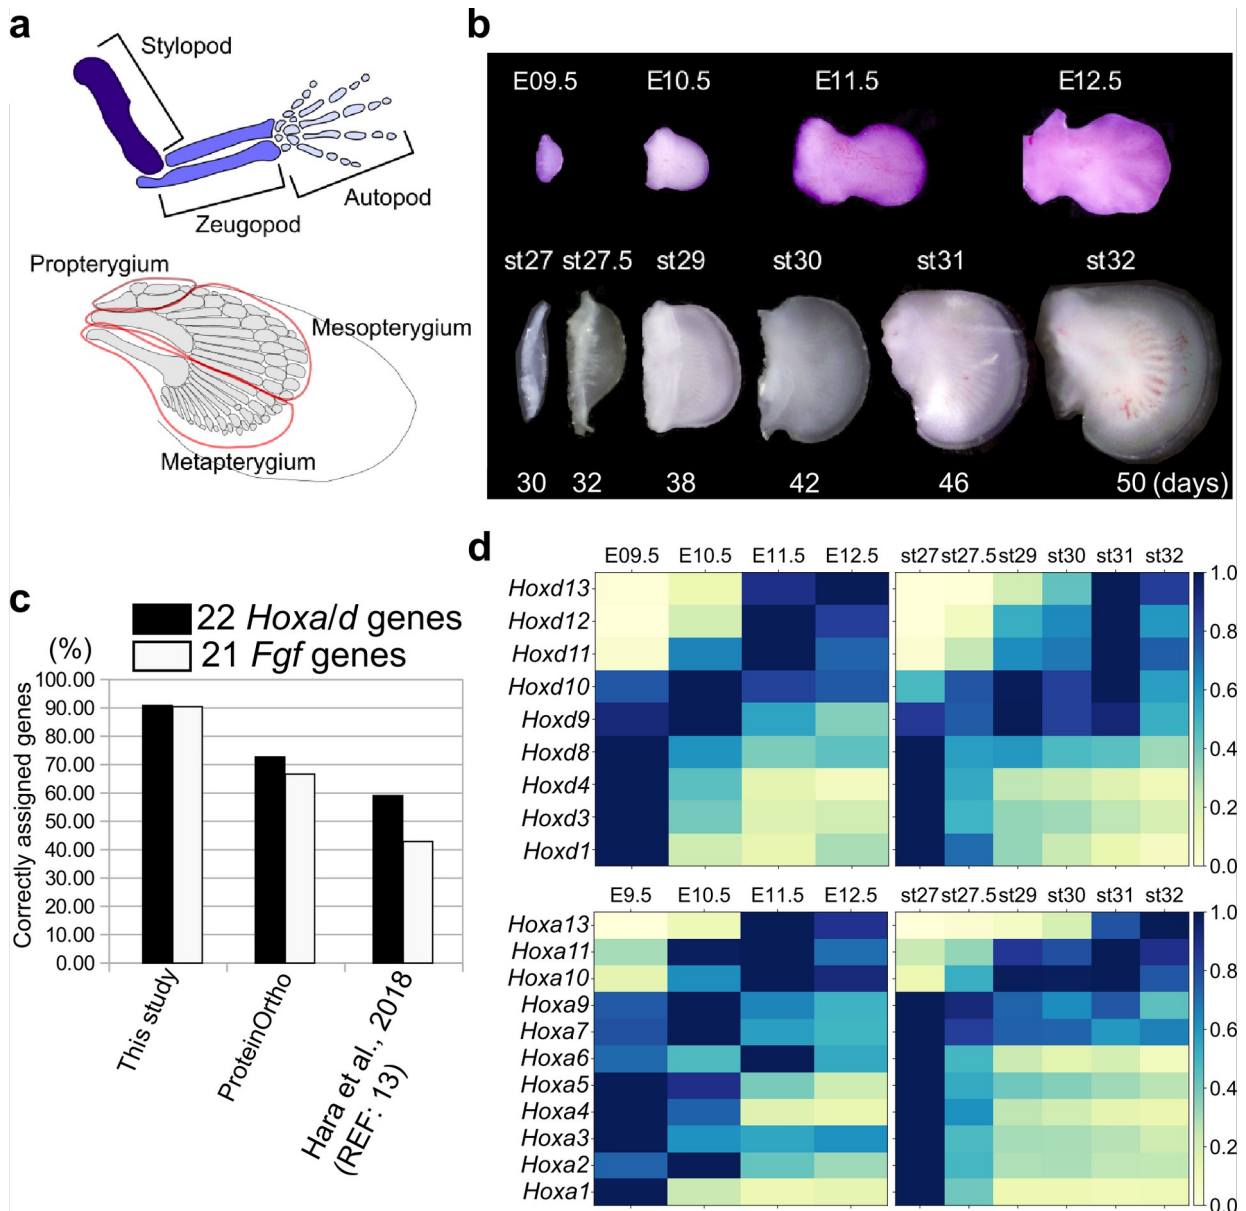 a
Stylopod
Autopod
Zeugopod
Propterygium
Mesopterygium
Metapterygium
b
E09.5 E10.5 E11.5 E12.5
st27 st27.5 st29 st30 st31 st32
30 32 38 42 46 50 (days)
c
22 Hoxa/d genes
21 Fgf genes
(%)
100.00
90.00
80.00
70.00
60.00
50.00
40.00
30.00
20.00
10.00
0.00
Correctly assigned genes
This study
ProteinOrtho
Hara et al., 2018
(REF: 13)
d
E09.5 E10.5 E11.5 E12.5 st27 st27.5 st29 st30 st31 st32
Hoxd13
Hoxd12
Hoxd11
Hoxd10
Hoxd9
Hoxd8
Hoxd4
Hoxd3
Hoxd1
1.0
0.8
0.6
0.4
0.2
0.0
E9.5 E10.5 E11.5 E12.5 st27 st27.5 st29 st30 st31 st32
Hoxa13
Hoxa11
Hoxa10
Hoxa9
Hoxa7
Hoxa6
Hoxa5
Hoxa4
Hoxa3
Hoxa2
Hoxa1
1.0
0.8
0.6
0.4
0.2
0.0